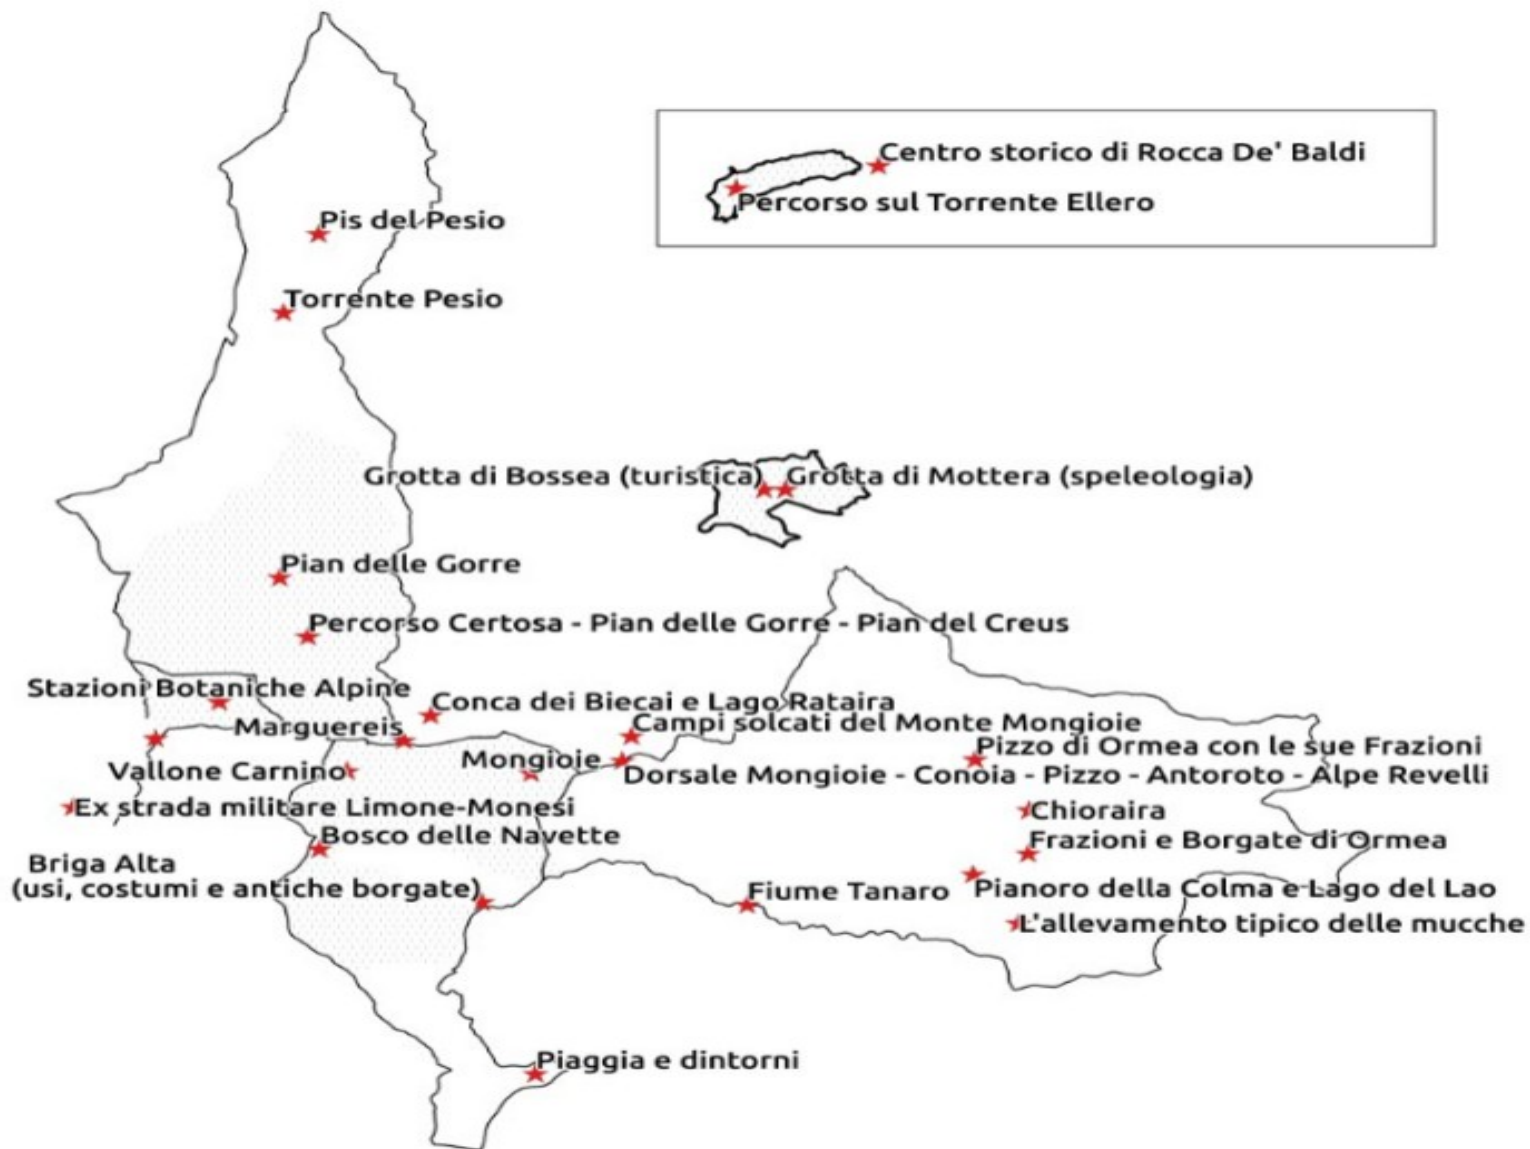 Centro storico di Rocca De' Baldi
Percorso sul Torrente Ellero
Pis del Pesio
Torrente Pesio
Grotta di Bossea (turistica)
Grotta di Mottera (speleologia)
Pian delle Gorre
Percorso Certosa - Pian delle Gorre - Pian del Creus
Stazioni Botaniche Alpine
Conca dei Biecai e Lago Rataira
Marguereis
Campi solcati del Monte Mongioie
Pizzo di Ormea con le sue Frazioni
Mongioie
Vallone Carnino
Dorsale Mongioie - Conoia - Pizzo - Antoroto - Alpe Revelli
Ex strada militare Limone-Monesi
Chioraira
Bosco delle Navette
Frazioni e Borgate di Ormea
Briga Alta
(usi, costumi e antiche borgate)
Fiume Tanaro
Pianoro della Colma e Lago del Lao
L'allevamento tipico delle mucche
Piaggia e dintorni